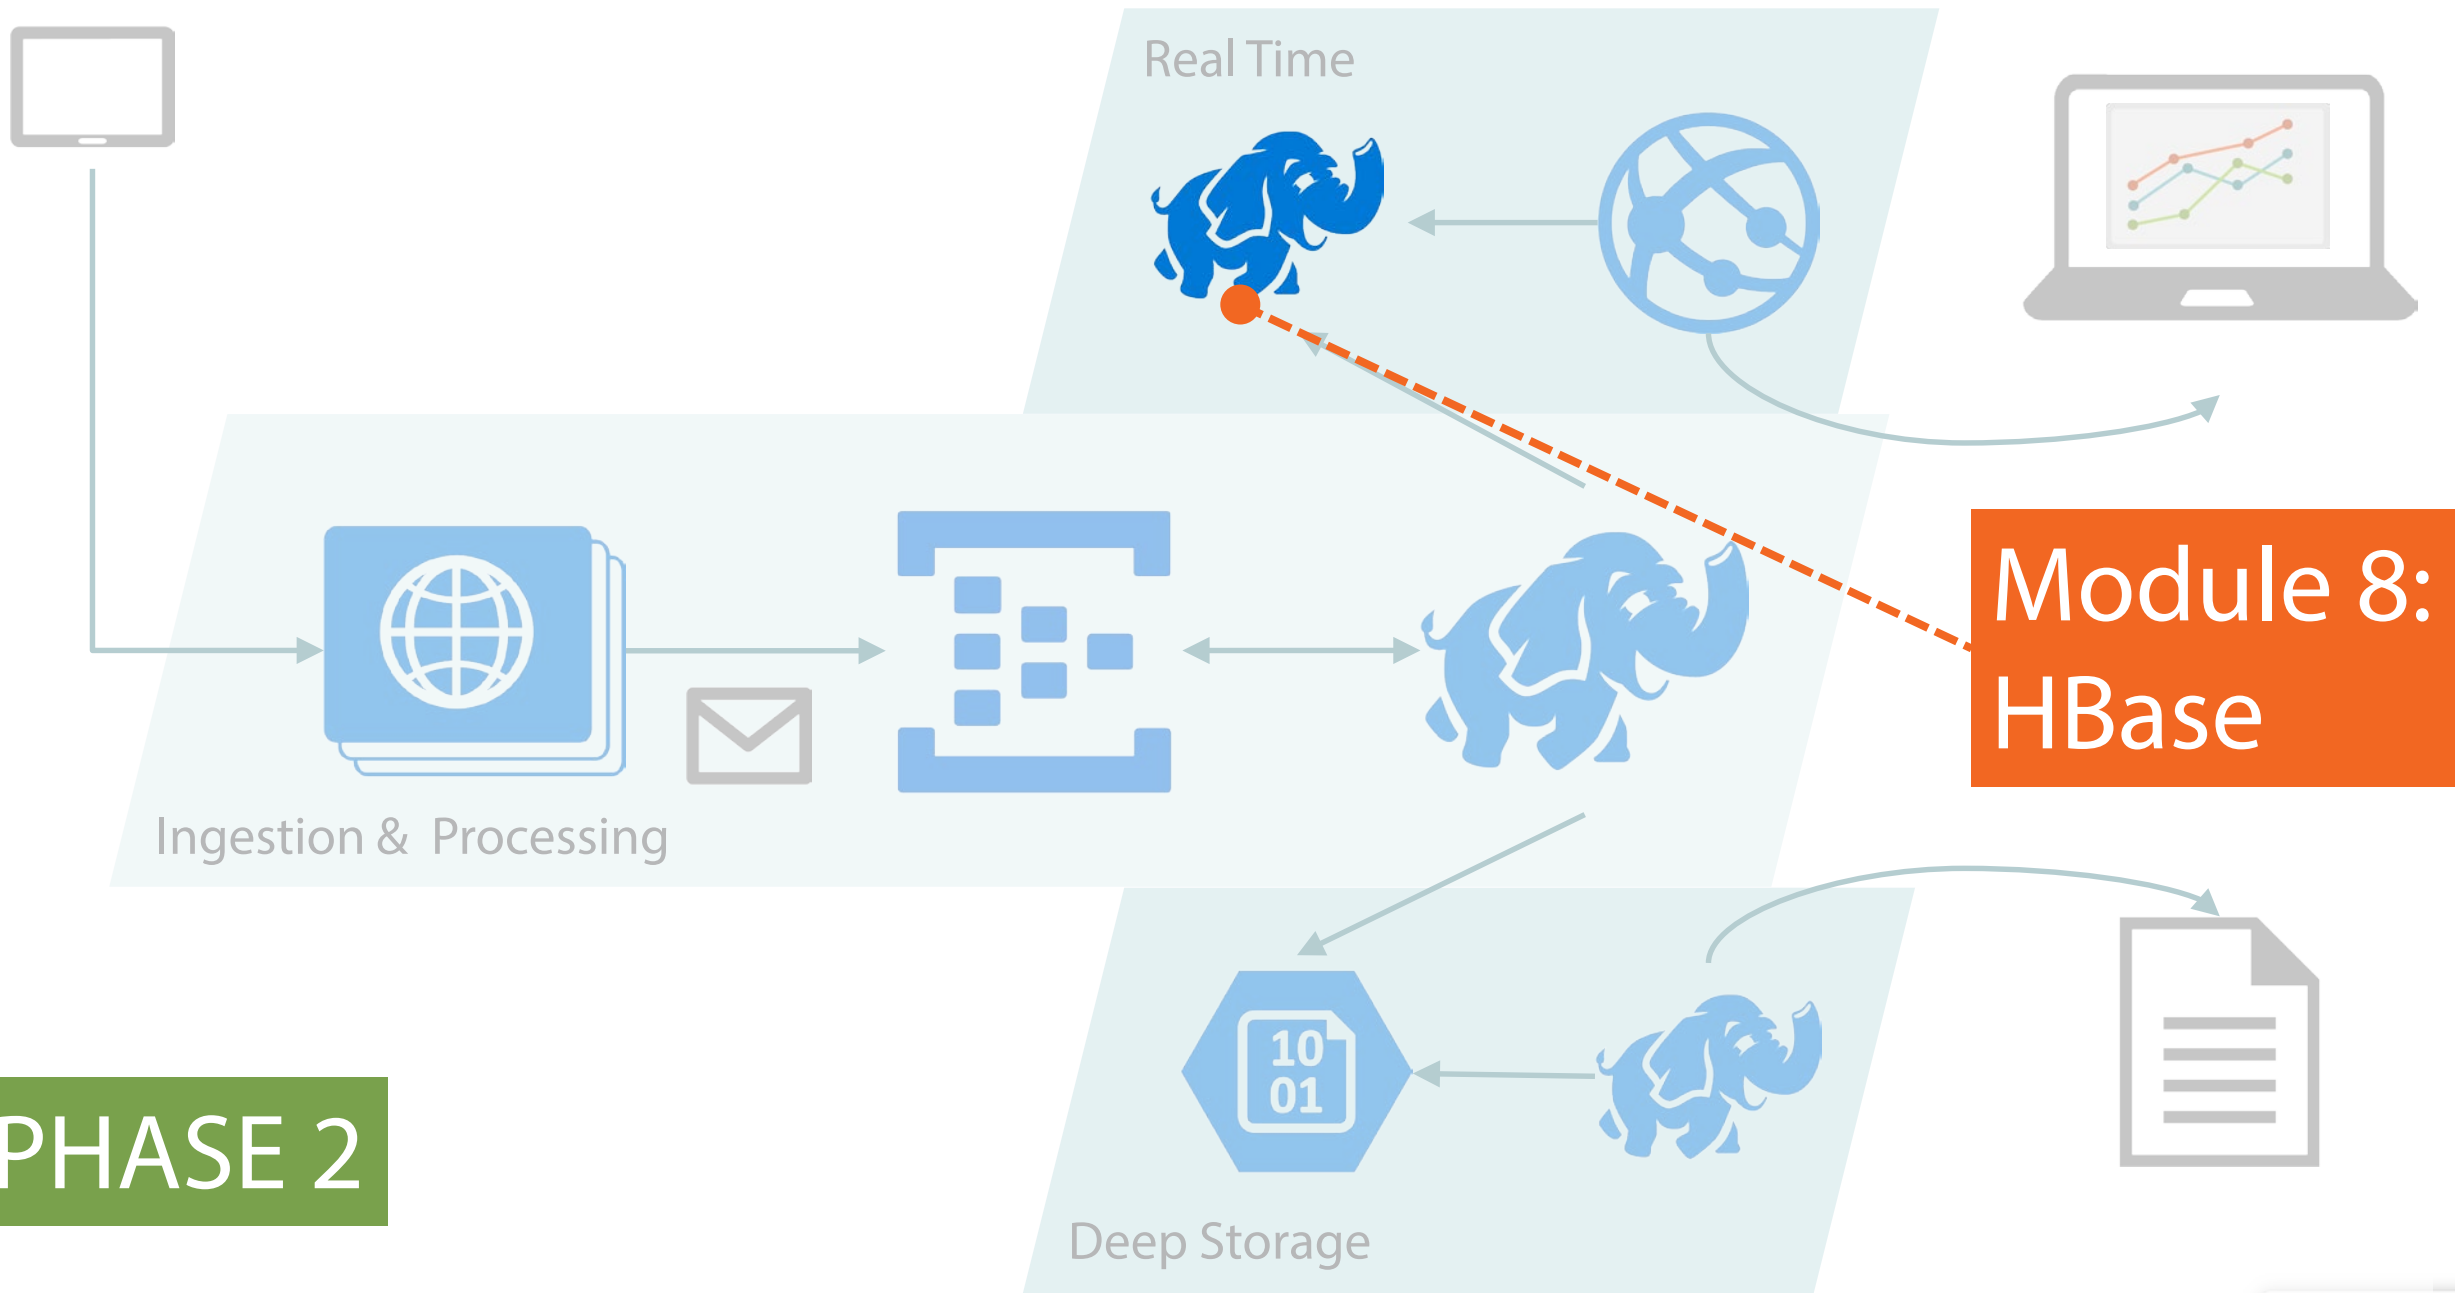 Real Time
Module 8:
HBase
Ingestion & Processing
10
01
PHASE 2
Deep Storage